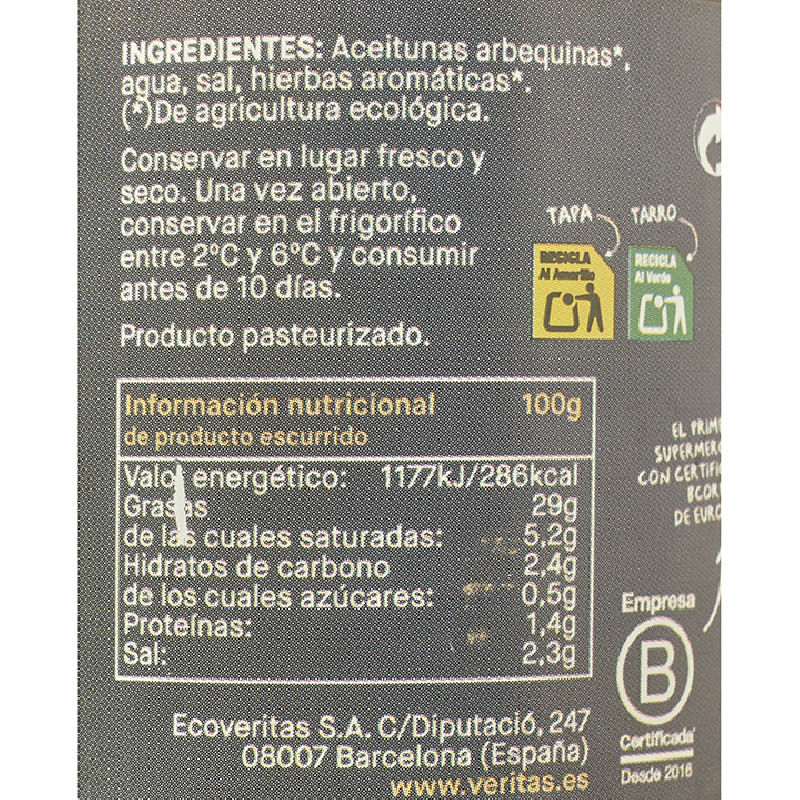 INGREDIENTES: Aceitunas arbequinas*,
agua, sal, hierbas aromáticas*.
(*)De agricultura ecológica.
Conservar en lugar fresco y
seco. Una vez abierto,
conservar en el frigorífico
entre 2ºC y 6ºC y consumir
antes de 10 días.
Producto pasteurizado.
TAPA TARRO
RECICLA
Al Amarillo
RECICLA
Al Verde
Información nutricional 100g
de producto escurrido
Valor energético: 1177kJ/286kcal
Grasas 29g
de las cuales saturadas: 5,2g
Hidratos de carbono 2,4g
de los cuales azúcares: 0,5g
Proteínas: 1,4g
Sal: 2,3g
EL
CON
DE
Empresa
B
Certificada
Desde 2016
Ecoveritas S.A. C/Diputació, 247
08007 Barcelona (España)
www.veritas.es